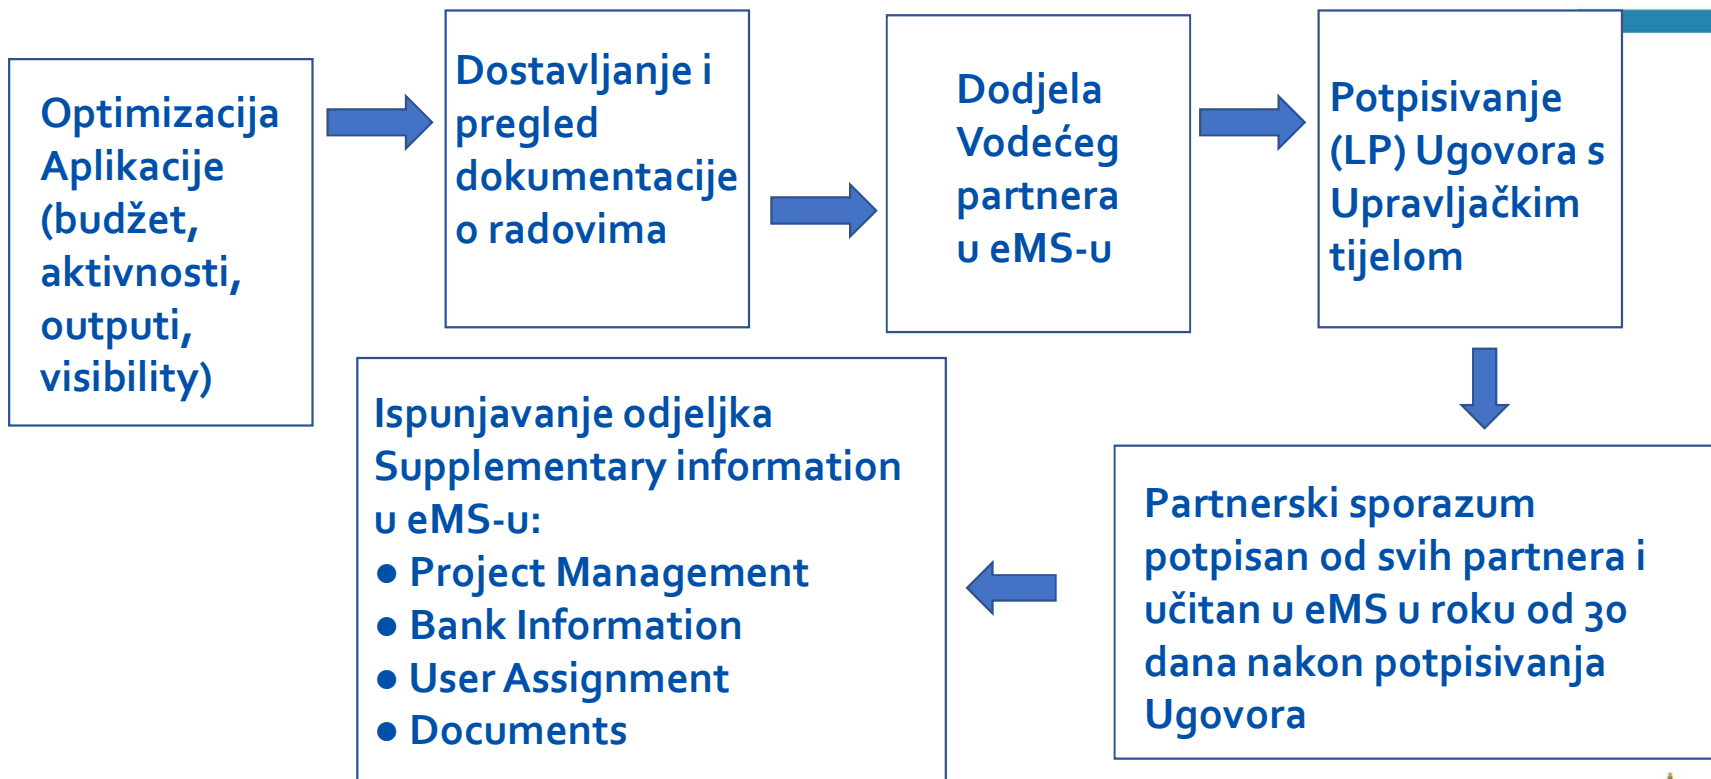 Optimizacija
Aplikacije
(budžet,
aktivnosti,
outputi,
visibility)
Dostavljanje i
pregled
dokumentacije
o radovima
Dodjela
Vodećeg
partnera
u eMS-u
Potpisivanje
(LP) Ugovora s
Upravljačkim
tijelom
Partnerski sporazum
potpisan od svih partnera i
učitan u eMS u roku od 30
dana nakon potpisivanja
Ugovora
Ispunjavanje odjeljka
Supplementary information
u eMS-u:
● Project Management
● Bank Information
● User Assignment
● Documents